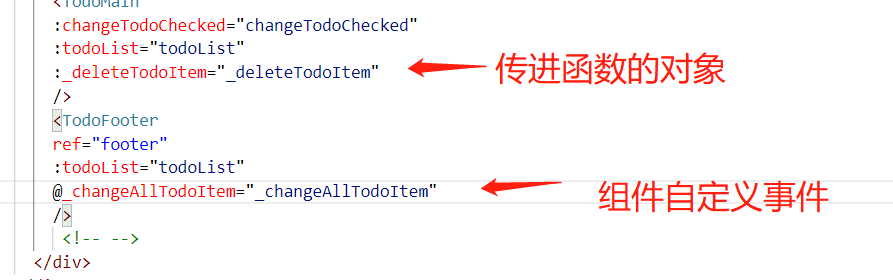 <TodoMain
:changeTodoChecked="changeTodoChecked"
:todoList="todoList"
:_deleteTodoItem="_deleteTodoItem"
传进函数的对象
/>
<TodoFooter
ref="footer"
:todoList="todoList"
@_changeAllTodoItem="_changeAllTodoItem"
组件自定义事件
/>
<!-- -->
</div>